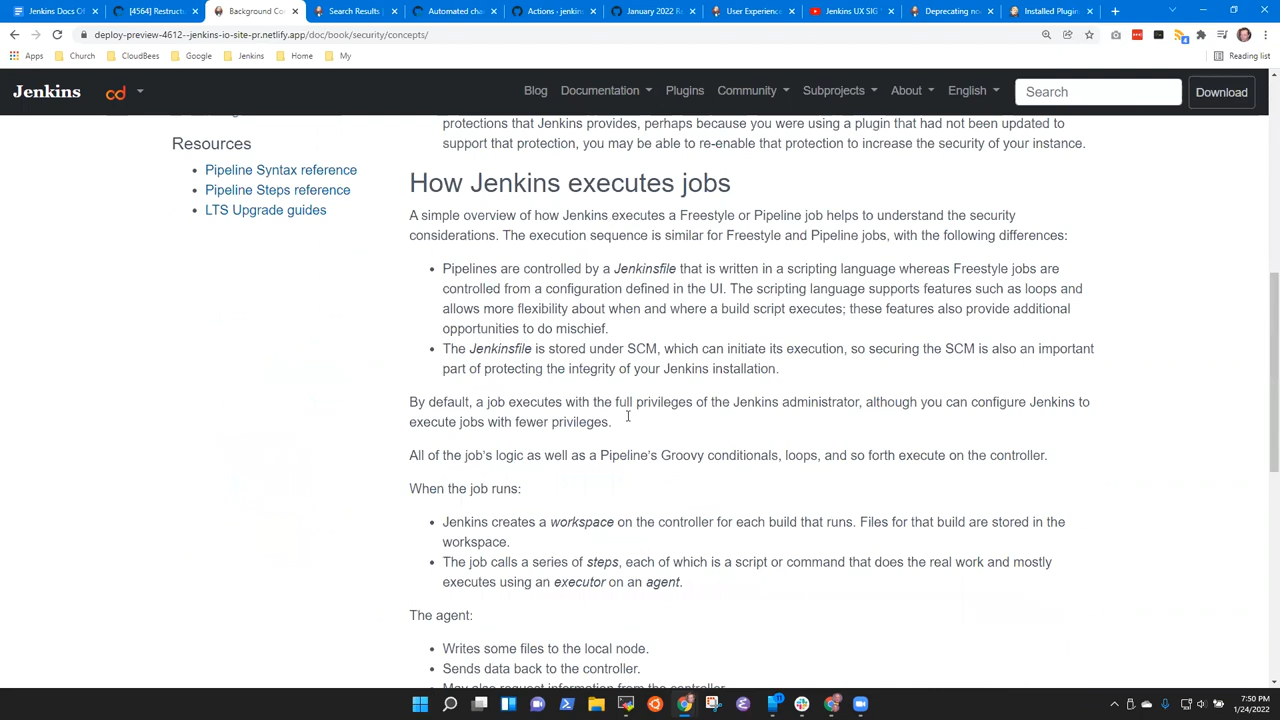 Jenkins Docs Of
[4564] Restructu
Background Co
Search Results |
Automated cha
Actions · jenkin
January 2022 Re
User Experience
Jenkins UX SIG
Deprecating no
Installed Plugin
deploy-preview-4612--jenkins-io-site-pr.netlify.app/doc/book/security/concepts/
Apps Church CloudBees Google Jenkins Home My Reading list
Jenkins cd Blog Documentation Plugins Community Subprojects About English Search Download
Resources
Pipeline Syntax reference
Pipeline Steps reference
LTS Upgrade guides
protections that Jenkins provides, perhaps because you were using a plugin that had not been updated to
support that protection, you may be able to re-enable that protection to increase the security of your instance.
How Jenkins executes jobs
A simple overview of how Jenkins executes a Freestyle or Pipeline job helps to understand the security
considerations. The execution sequence is similar for Freestyle and Pipeline jobs, with the following differences:
Pipelines are controlled by a Jenkinsfile that is written in a scripting language whereas Freestyle jobs are
controlled from a configuration defined in the UI. The scripting language supports features such as loops and
allows more flexibility about when and where a build script executes; these features also provide additional
opportunities to do mischief.
The Jenkinsfile is stored under SCM, which can initiate its execution, so securing the SCM is also an important
part of protecting the integrity of your Jenkins installation.
By default, a job executes with the full privileges of the Jenkins administrator, although you can configure Jenkins to
execute jobs with fewer privileges.
All of the job's logic as well as a Pipeline's Groovy conditionals, loops, and so forth execute on the controller.
When the job runs:
Jenkins creates a workspace on the controller for each build that runs. Files for that build are stored in the
workspace.
The job calls a series of steps, each of which is a script or command that does the real work and mostly
executes using an executor on an agent.
The agent:
Writes some files to the local node.
Sends data back to the controller.
May also request information from the controller
7:50 PM
1/24/2022